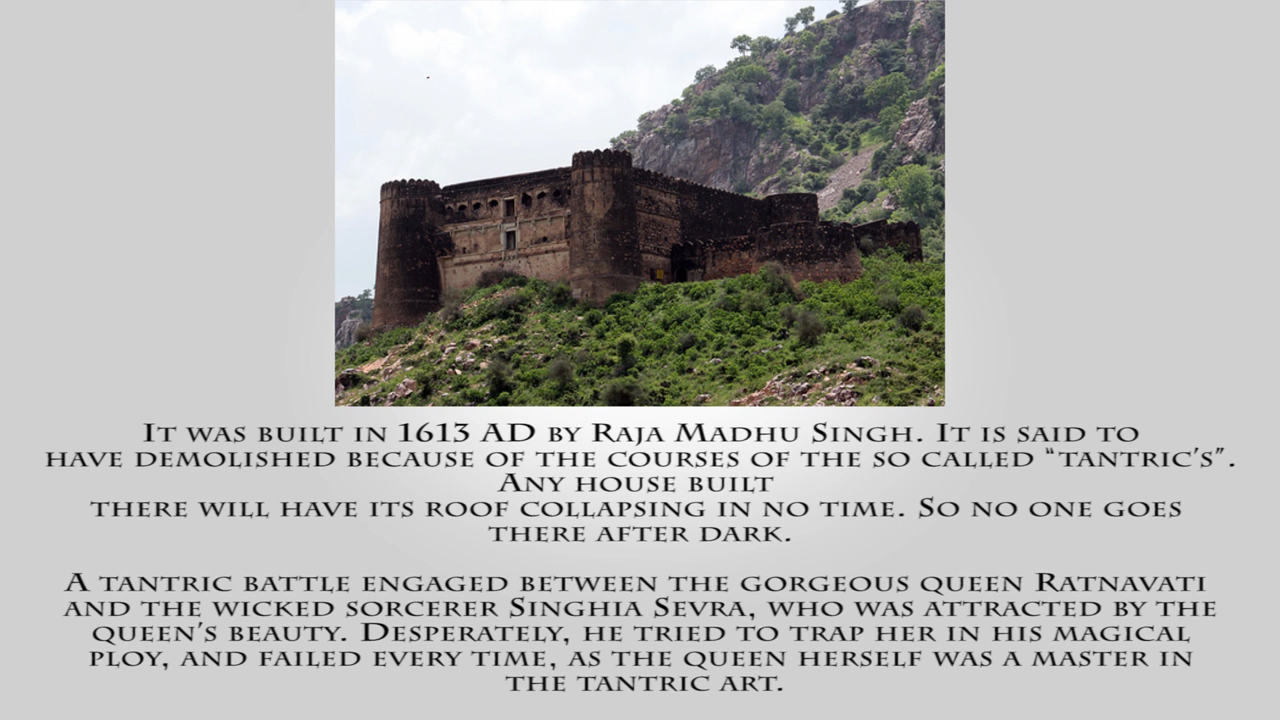 It was built in 1613 AD by Raja Madhu Singh. It is said to
have demolished because of the courses of the so called “tantric's”.
Any house built
there will have its roof collapsing in no time. So no one goes
there after dark.
A tantric battle engaged between the gorgeous queen Ratnavati
and the wicked sorcerer Singhia Sevra, who was attracted by the
queen's beauty. Desperately, he tried to trap her in his magical
ploy, and failed every time, as the queen herself was a master in
the tantric art.